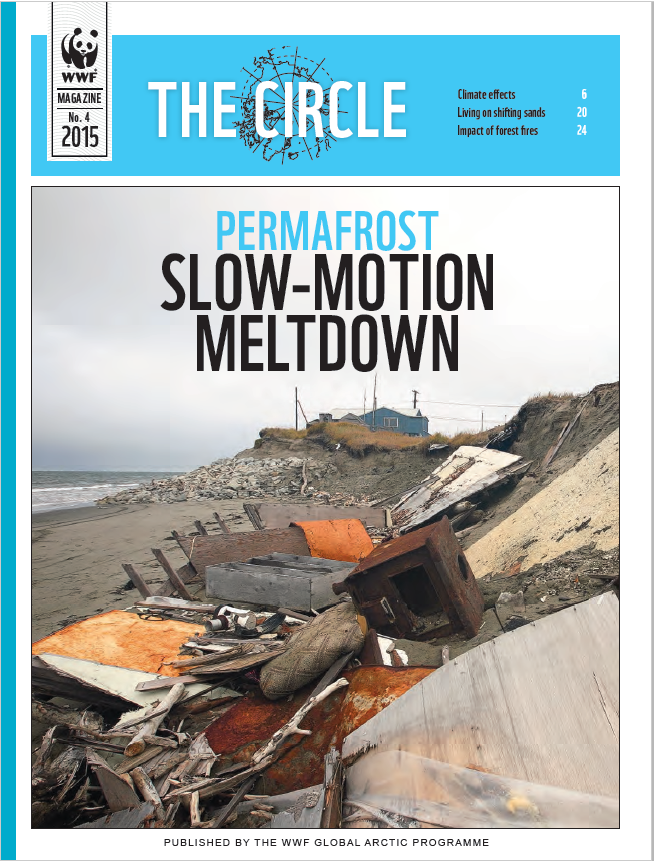 WWF
MAGAZINE
No. 4
2015
THE CIRCLE
Climate effects 6
Living on shifting sands 20
Impact of forest fires 24
PERMAFROST
SLOW-MOTION
MELTDOWN
PUBLISHED BY THE WWF GLOBAL ARCTIC PROGRAMME